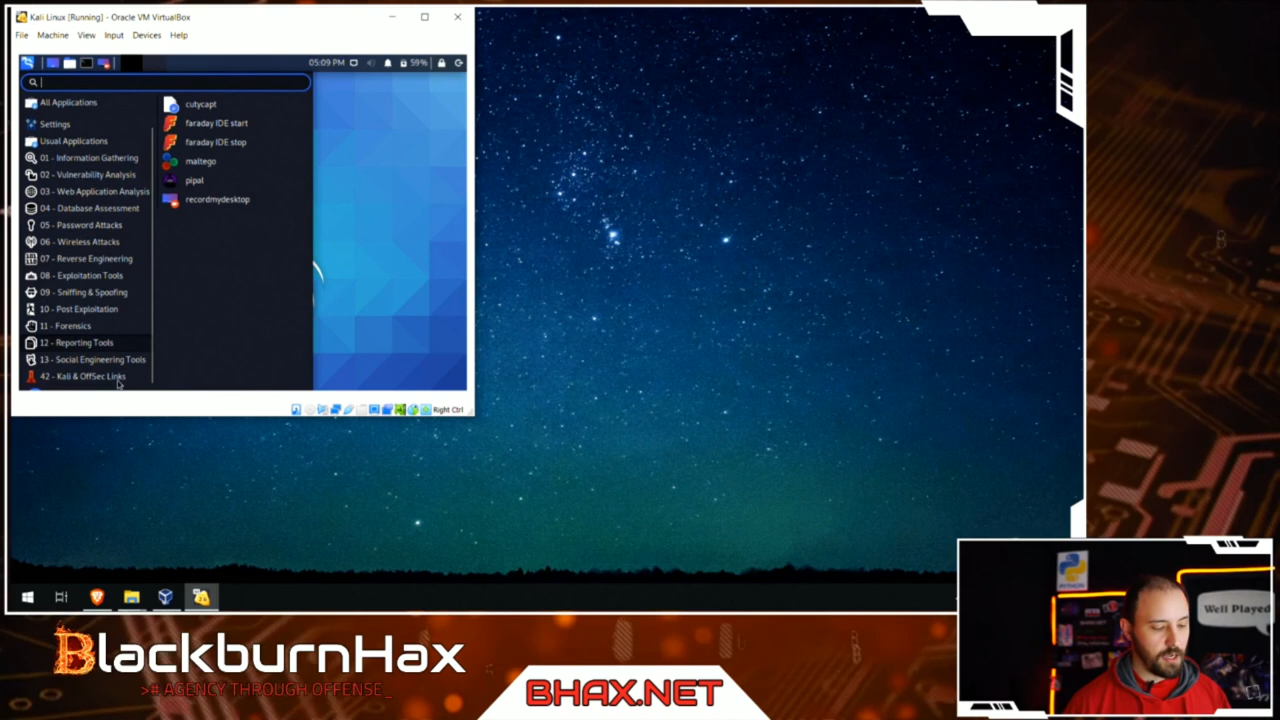 Kali Linux [Running] - Oracle VM VirtualBox
File Machine View Input Devices Help
05:09 PM 59%
All Applications
Settings
Usual Applications
01 - Information Gathering
02 - Vulnerability Analysis
03 - Web Application Analysis
04 - Database Assessment
05 - Password Attacks
06 - Wireless Attacks
07 - Reverse Engineering
08 - Exploitation Tools
09 - Sniffing & Spoofing
10 - Post Exploitation
11 - Forensics
12 - Reporting Tools
13 - Social Engineering Tools
42 - Kali & OffSec Links
cutycapt
faraday IDE start
faraday IDE stop
maltego
pipal
recordmydesktop
Right Ctrl
PYTHON
Well Played
BlackburnHax
># AGENCY THROUGH OFFENSE_
BHAX.NET